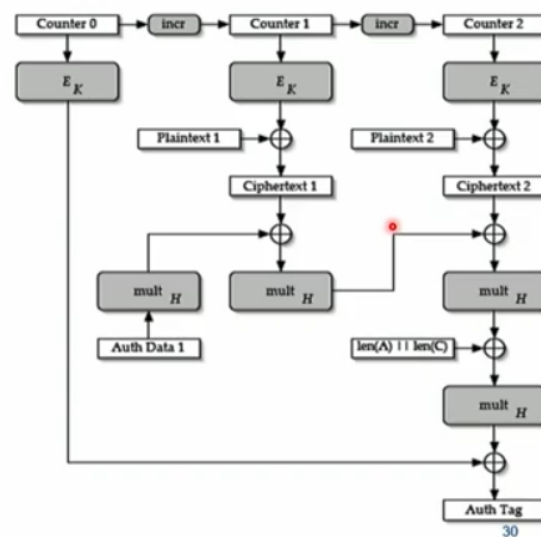 Counter 0
incr
Counter 1
incr
Counter 2
E K
E K
E K
Plaintext 1
Plaintext 2
Ciphertext 1
Ciphertext 2
mult H
mult H
mult H
Auth Data 1
len(A) || len(C)
mult H
Auth Tag
30